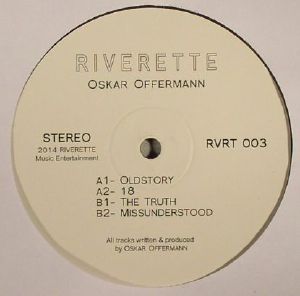 RIVERETTE
OSKAR OFFERMANN
STEREO
2014 RIVERETTE
Music Entertainment
RVRT 003
A1- OLDSTORY
A2- 18
B1- THE TRUTH
B2- MISSUNDERSTOOD
All tracks written & produced
by OSKAR OFFERMANN